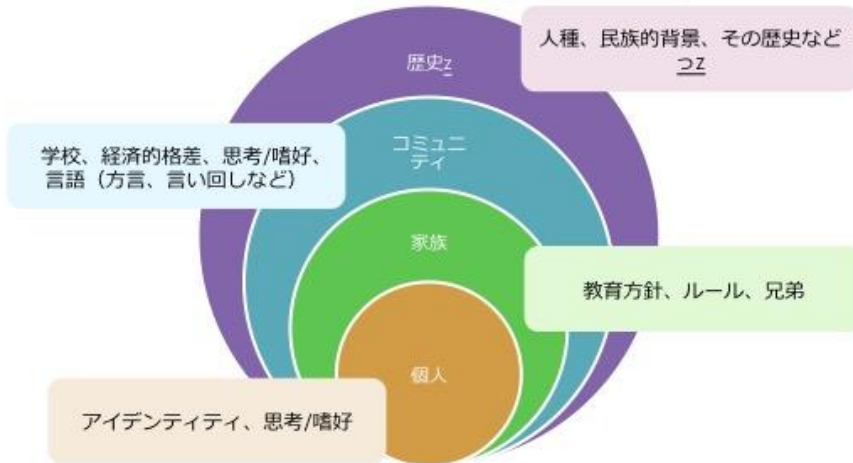 歴史z
人種、民族的背景、その歴史など
つz
学校、経済的格差、思考/嗜好、
言語（方言、言い回しなど）
コミュニ
ティ
家族
教育方針、ルール、兄弟
個人
アイデンティティ、思考/嗜好